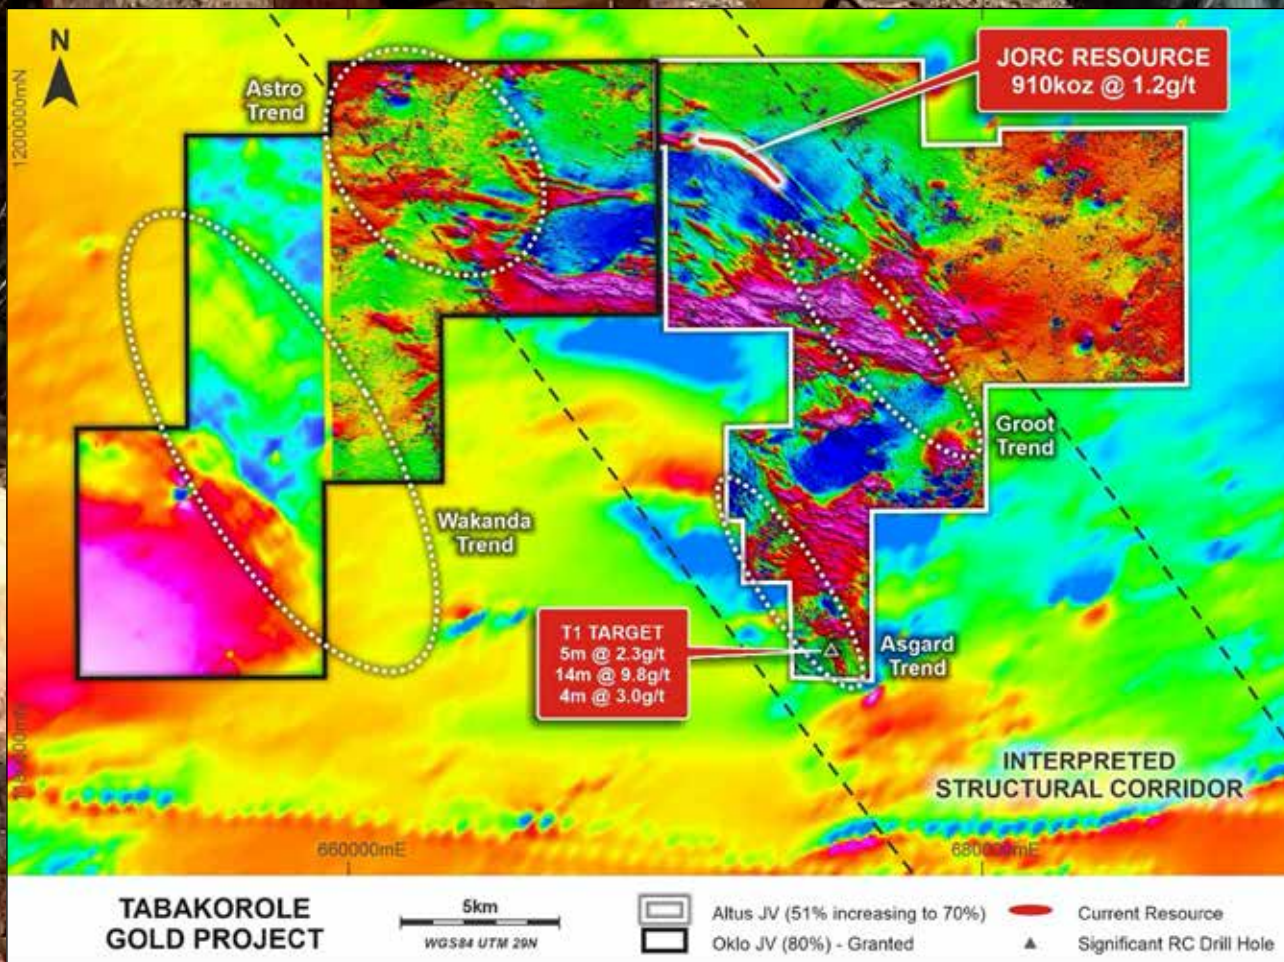 N
JORC RESOURCE
910koz @ 1.2g/t
Astro
Trend
1200000mN
Groot
Trend
Wakanda
Trend
T1 TARGET
5m @ 2.3g/t
14m @ 9.8g/t
4m @ 3.0g/t
Asgard
Trend
INTERPRETED
STRUCTURAL CORRIDOR
660000mE
680000mE
TABAKOROLE
GOLD PROJECT
5km
WGS84 UTM 29N
Altus JV (51% increasing to 70%)
Oklo JV (80%) - Granted
Current Resource
Significant RC Drill Hole